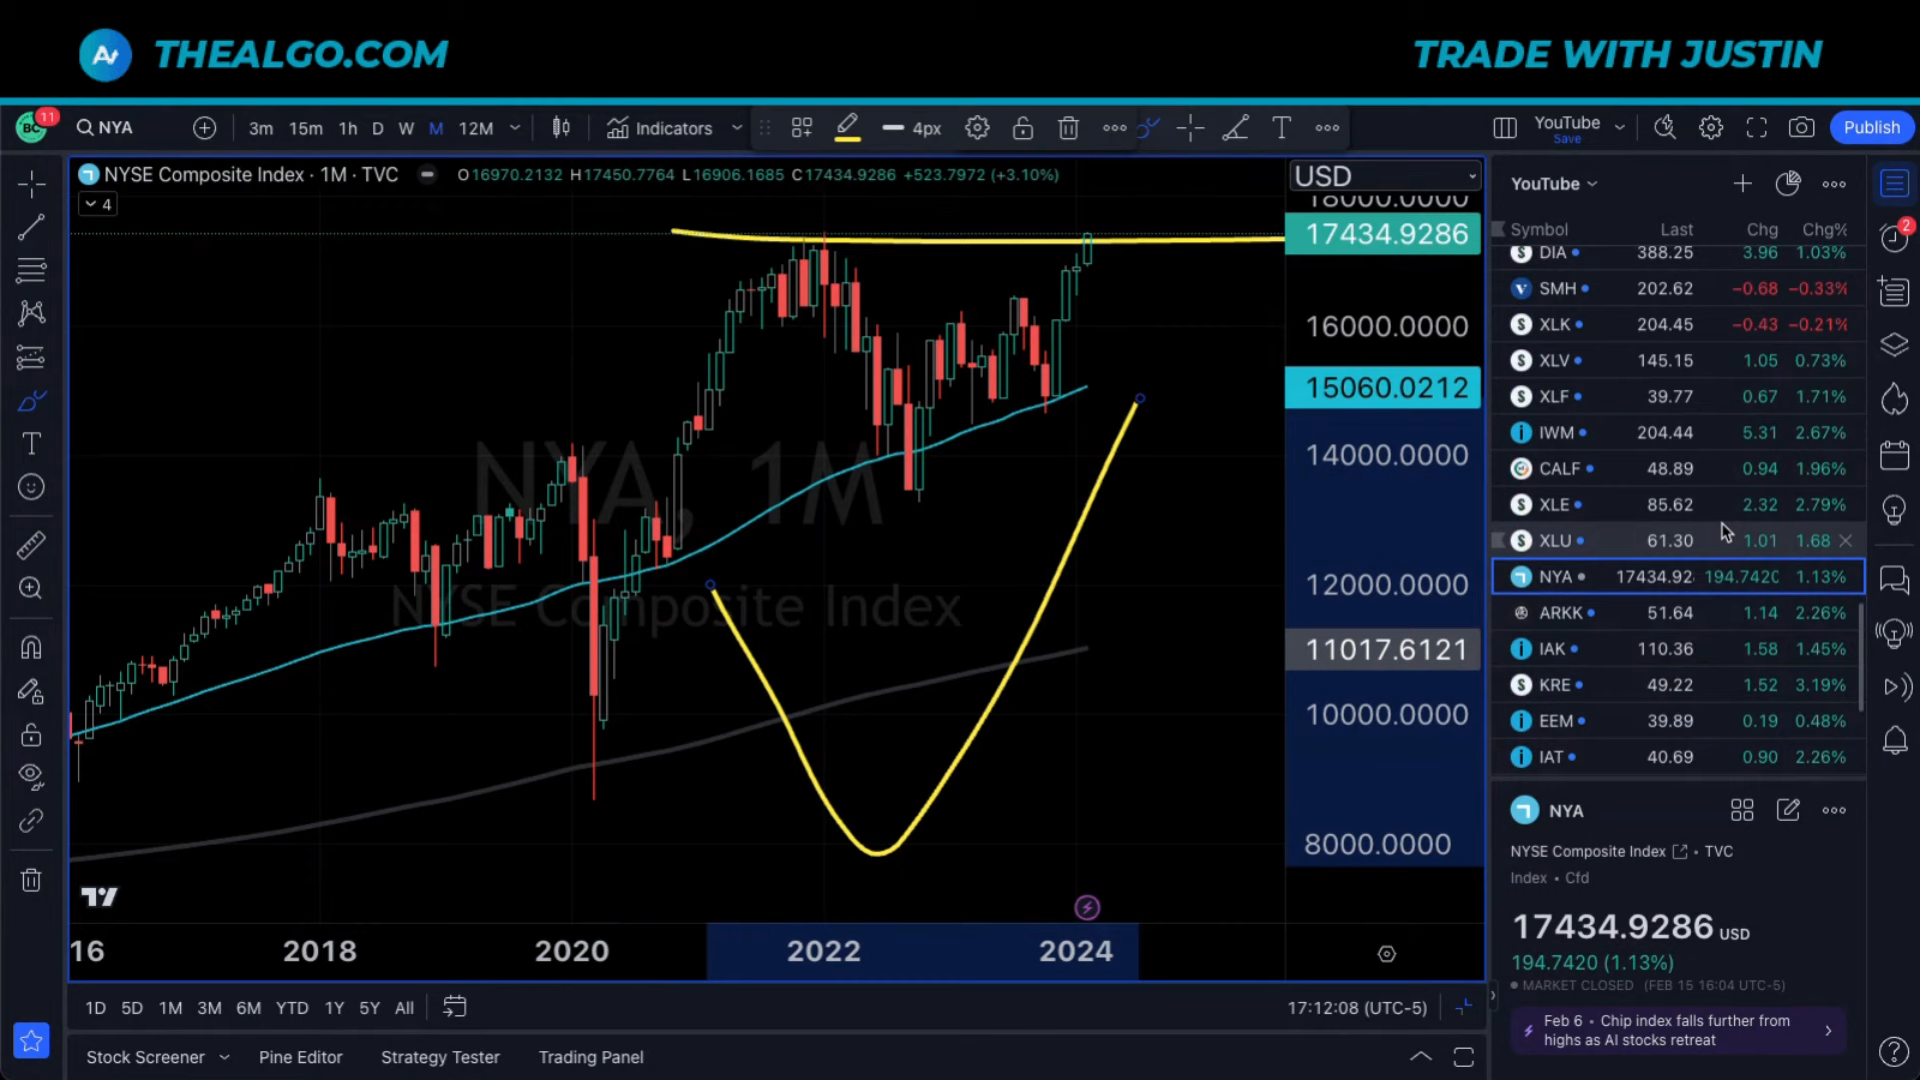 THEALGO.COM
TRADE WITH JUSTIN
BC 11 NYA 3m 15m 1h D W M 12M Indicators 4px T YouTube Save Publish
NYSE Composite Index · 1M · TVC O16970.2132 H17450.7764 L16906.1685 C17434.9286 +523.7972 (+3.10%)
4
USD
18000.0000
17434.9286
16000.0000
15060.0212
14000.0000
12000.0000
11017.6121
10000.0000
8000.0000
NYA, 1M
NYSE Composite Index
16 2018 2020 2022 2024
1D 5D 1M 3M 6M YTD 1Y 5Y All 17:12:08 (UTC-5)
Stock Screener Pine Editor Strategy Tester Trading Panel
YouTube
Symbol Last Chg Chg%
DIA 388.25 3.96 1.03%
SMH 202.62 −0.68 −0.33%
XLK 204.45 −0.43 −0.21%
XLV 145.15 1.05 0.73%
XLF 39.77 0.67 1.71%
IWM 204.44 5.31 2.67%
CALF 48.89 0.94 1.96%
XLE 85.62 2.32 2.79%
XLU 61.30 1.01 1.68
NYA 17434.92 194.7420 1.13%
ARKK 51.64 1.14 2.26%
IAK 110.36 1.58 1.45%
KRE 49.22 1.52 3.19%
EEM 39.89 0.19 0.48%
IAT 40.69 0.90 2.26%
2
NYA
NYSE Composite Index • TVC
Index • Cfd
17434.9286 USD
194.7420 (1.13%)
MARKET CLOSED (FEB 15 16:04 UTC-5)
Feb 6 • Chip index falls further from
highs as AI stocks retreat